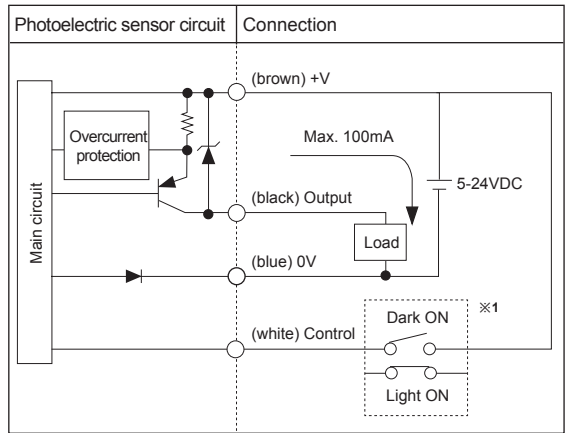 Photoelectric sensor circuit
Connection
(brown) +V
Overcurrent
protection
Max. 100mA
5-24VDC
(black) Output
Main circuit
Load
(blue) 0V
※1
Dark ON
(white) Control
Light ON